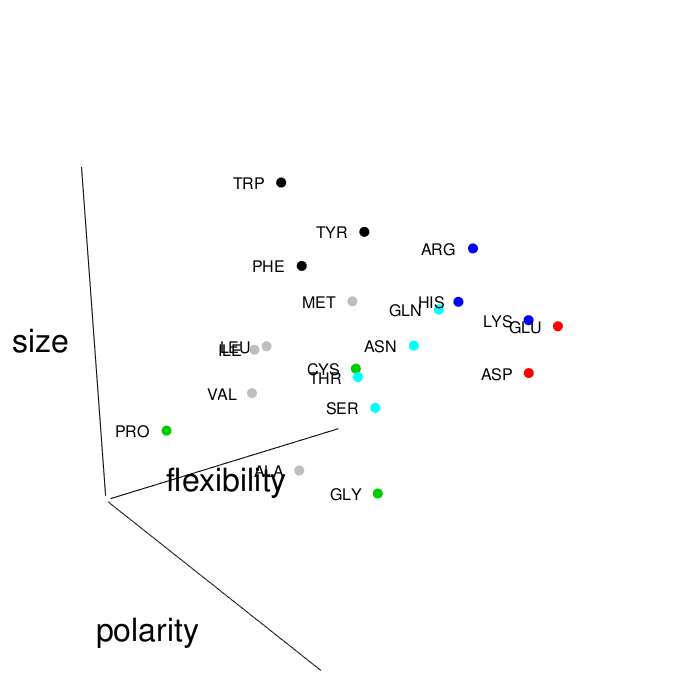 TRP
TYR
ARG
PHE
MET
HIS
GLN
LYS
GLU
size
LEU
ILE
ASN
CYS
THR
ASP
VAL
SER
PRO
ALA
flexibility
GLY
polarity